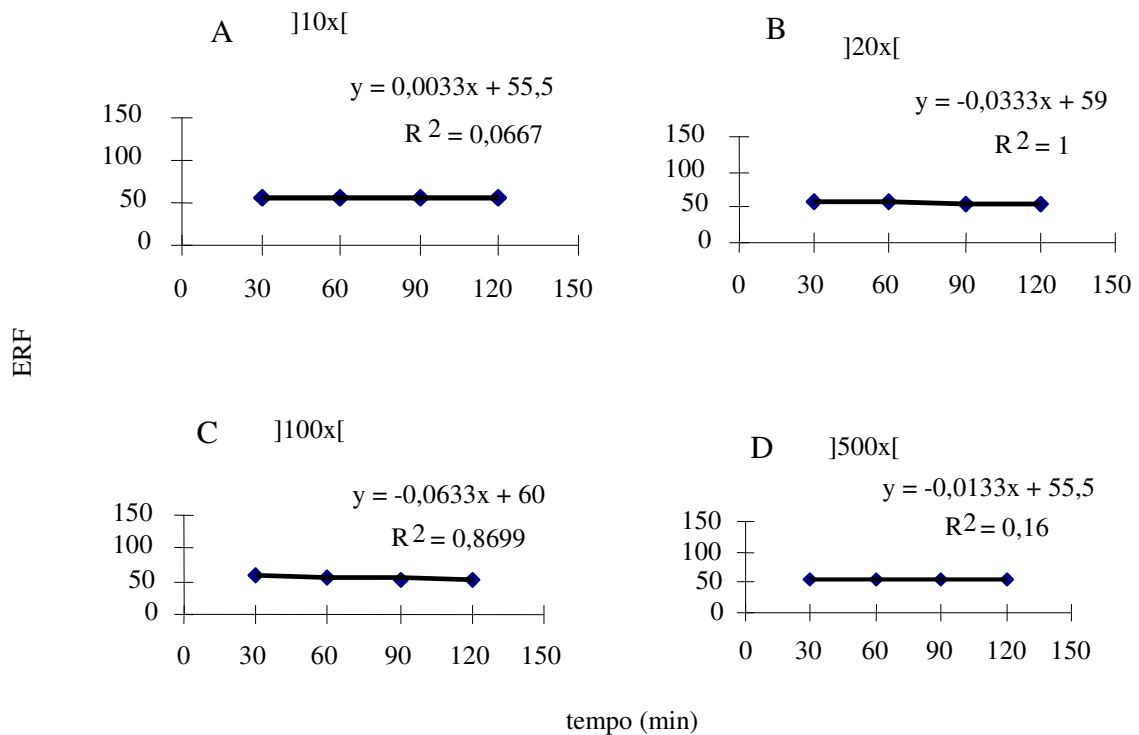 A ]10x[
y = 0,0033x + 55,5
R 2 = 0,0667
150
100
50
0
0 30 60 90 120 150
B ]20x[
y = -0,0333x + 59
R 2 = 1
150
100
50
0
0 30 60 90 120 150
ERF
C ]100x[
y = -0,0633x + 60
R 2 = 0,8699
150
100
50
0
0 30 60 90 120 150
D ]500x[
y = -0,0133x + 55,5
R2 = 0,16
150
100
50
0
0 30 60 90 120 150
tempo (min)